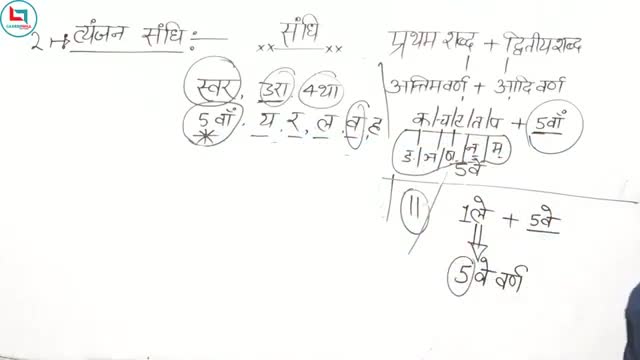 2. → व्यंजन संधि :-
स्वर, 3रा, 4था
5वाँ, य, र, ल, व, ह
संधि
प्रथम शब्द + द्वितीय शब्द
अन्तिम वर्ण + आदि वर्ण
क/च/ट/त/प + 5वाँ
ङ/ञ/ण/न्/म्
5वे
11
1ले + 5वे
5वे वर्ण